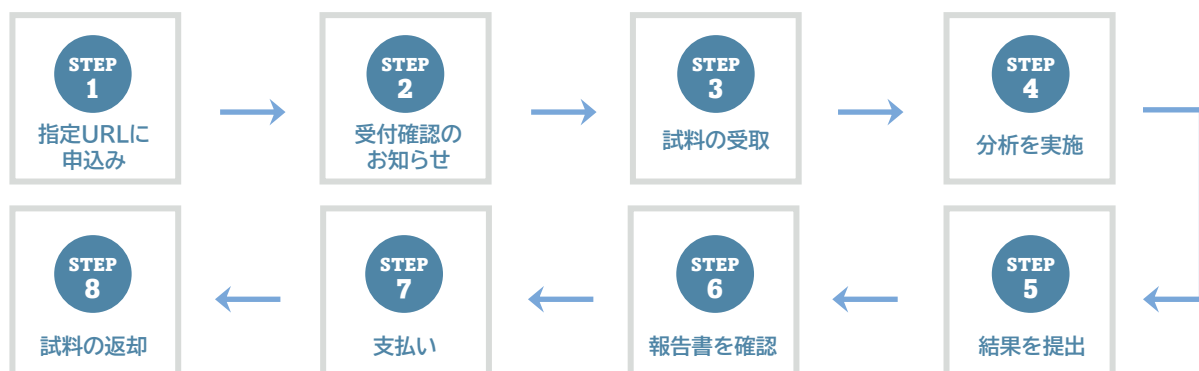 STEP
1
指定URLに
申込み
STEP
2
受付確認の
お知らせ
STEP
3
試料の受取
STEP
4
分析を実施
STEP
5
結果を提出
STEP
6
報告書を確認
STEP
7
支払い
STEP
8
試料の返却